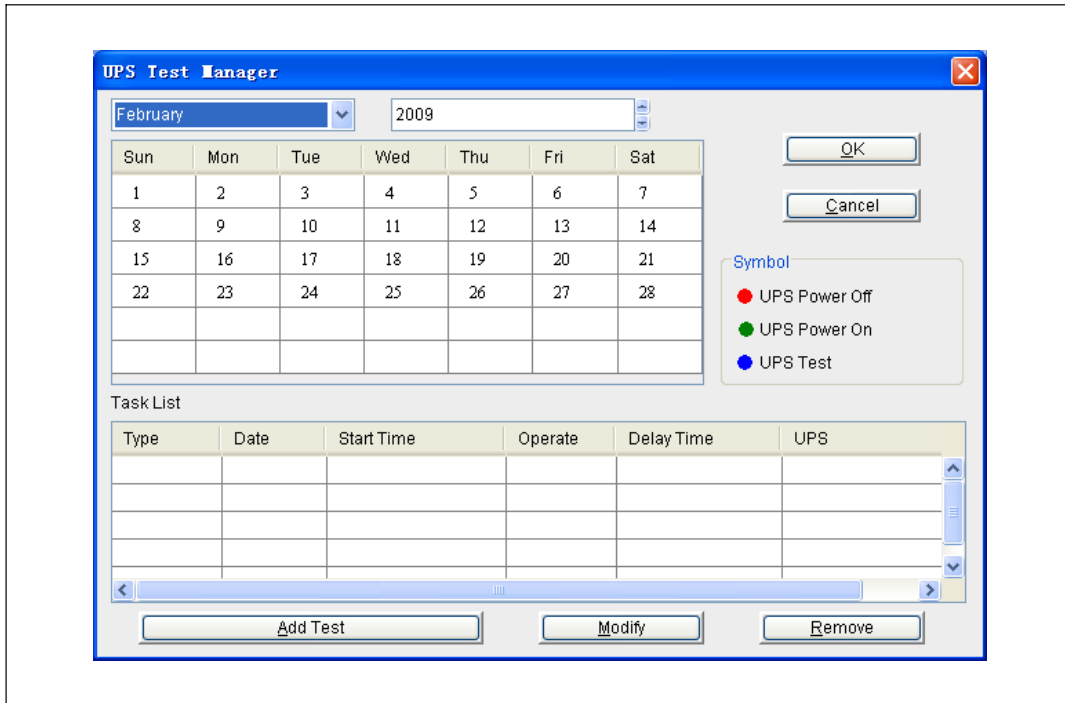 UPS Test Manager
February 2009
Sun Mon Tue Wed Thu Fri Sat
1 2 3 4 5 6 7
8 9 10 11 12 13 14
15 16 17 18 19 20 21
22 23 24 25 26 27 28
OK
Cancel
Symbol
UPS Power Off
UPS Power On
UPS Test
Task List
Type Date Start Time Operate Delay Time UPS
Add Test Modify Remove